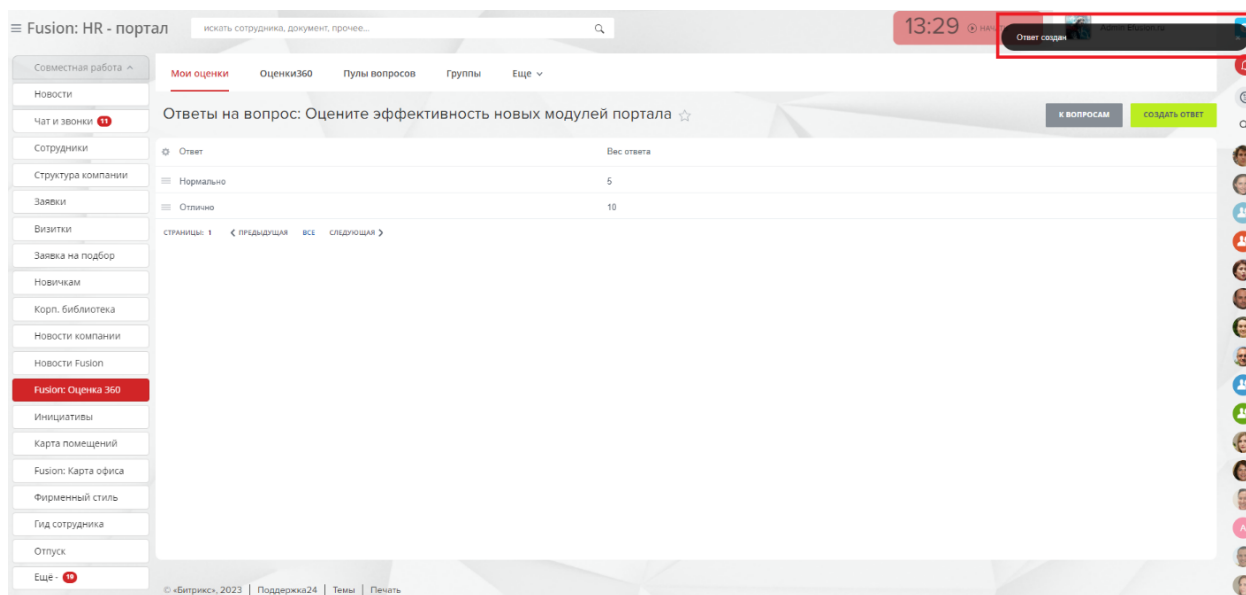 Fusion: HR - портал
искать сотрудника, документ, прочее...
13:29
Ответ создан
Совместная работа
Мои оценки Оценки360 Пулы вопросов Группы Еще
Новости
Чат и звонки 11
Ответы на вопрос: Оцените эффективность новых модулей портала
К ВОПРОСАМ
СОЗДАТЬ ОТВЕТ
Сотрудники
Ответ Вес ответа
Структура компании
Нормально 5
Заявки
Отлично 10
Визитки
СТРАНИЦЫ: 1 ПРЕДЫДУЩАЯ ВСЕ СЛЕДУЮЩАЯ
Заявка на подбор
Новичкам
Корп. библиотека
Новости компании
Новости Fusion
Fusion: Оценка 360
Инициативы
Карта помещений
Fusion: Карта офиса
Фирменный стиль
Гид сотрудника
A
Отпуск
Ещё - 19
© «Битрикс», 2023 | Поддержка24 | Темы | Печать